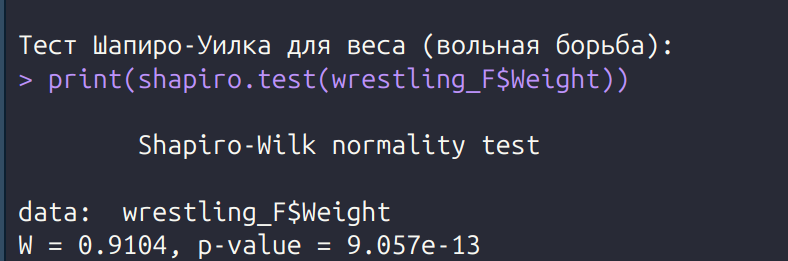 Тест Шапиро-Уилка для веса (вольная борьба):
> print(shapiro.test(wrestling_F$Weight))
Shapiro-Wilk normality test
data:  wrestling_F$Weight
W = 0.9104, p-value = 9.057e-13